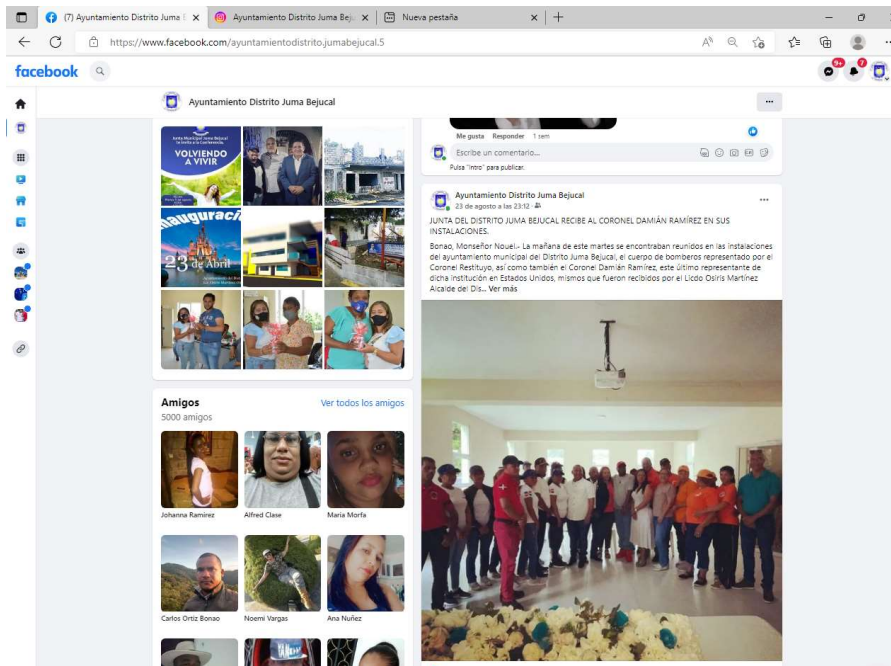 (7) Ayuntamiento Distrito Juma
Ayuntamiento Distrito Juma Beju
Nueva pestaña
https://www.facebook.com/ayuntamientodistrito.jumabejucal.5
facebook
9+
7
Ayuntamiento Distrito Juma Bejucal
Junta Municipal Juma Bejucal
VOLVIENDO
A VIVIR
23 de Abril
Amigos
Ver todos los amigos
5000 amigos
Johanna Ramirez
Alfred Clase
Maria Morfa
Carlos Ortiz Bonao
Noemi Vargas
Ana Nuñez
Me gusta Responder 1 sem
Escribe un comentario...
Pulsa "Intro" para publicar.
Ayuntamiento Distrito Juma Bejucal
23 de agosto a las 23:12
JUNTA DEL DISTRITO JUMA BEJUCAL RECIBE AL CORONEL DAMIÁN RAMÍREZ EN SUS
INSTALACIONES.
Bonao, Monseñor Nouel.- La mañana de este martes se encontraban reunidos en las instalaciones
del ayuntamiento municipal del Distrito Juma Bejucal, el cuerpo de bomberos representado por el
Coronel Restituyo, así como también el Coronel Damián Ramírez, este último representante de
dicha institución en Estados Unidos, mismos que fueron recibidos por el Licdo Osiris Martínez
Alcalde del Dis... Ver más